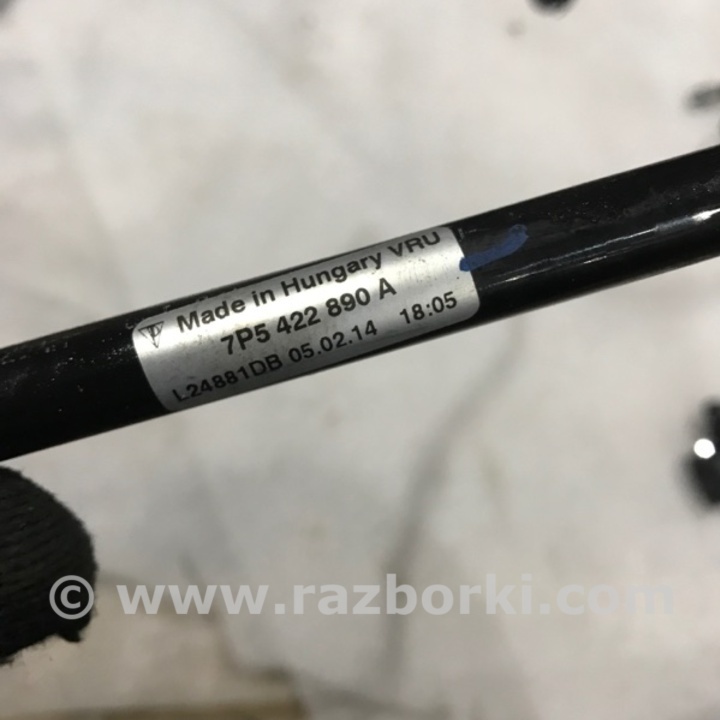 Made in Hungary VRU
7P5 422 890 A
L24881DB 05.02.14 18:05
© www.razborki.com